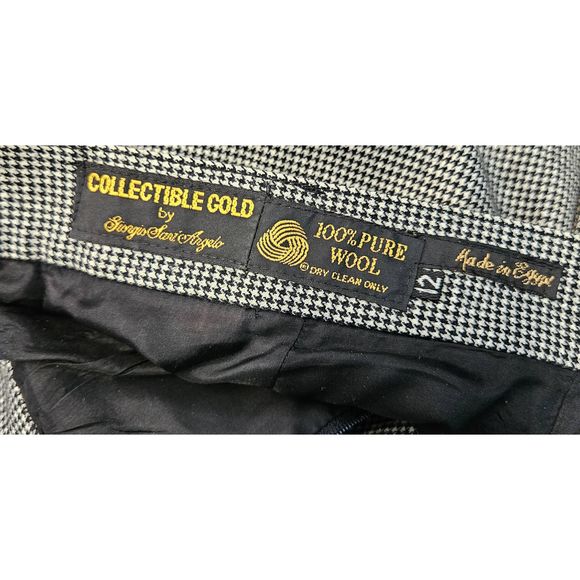 COLLECTIBLE GOLD
by
Giorgio Sant'Angelo
100% PURE
WOOL
® DRY CLEAN ONLY
12
Made in Egypt